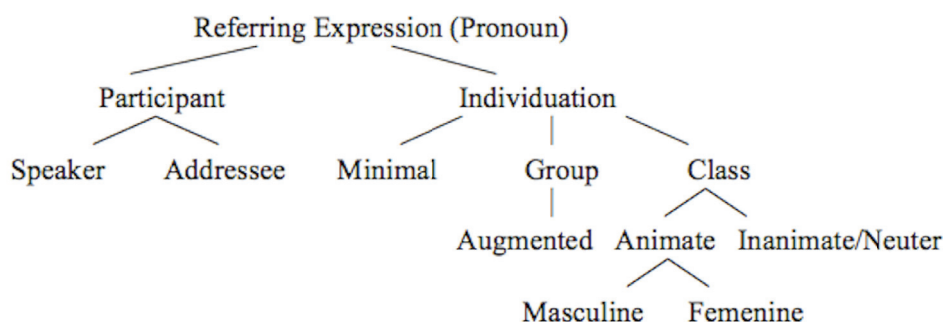 Referring Expression (Pronoun)
Participant Individuation
Speaker Addressee Minimal Group Class
Augmented Animate Inanimate/Neuter
Masculine Femenine